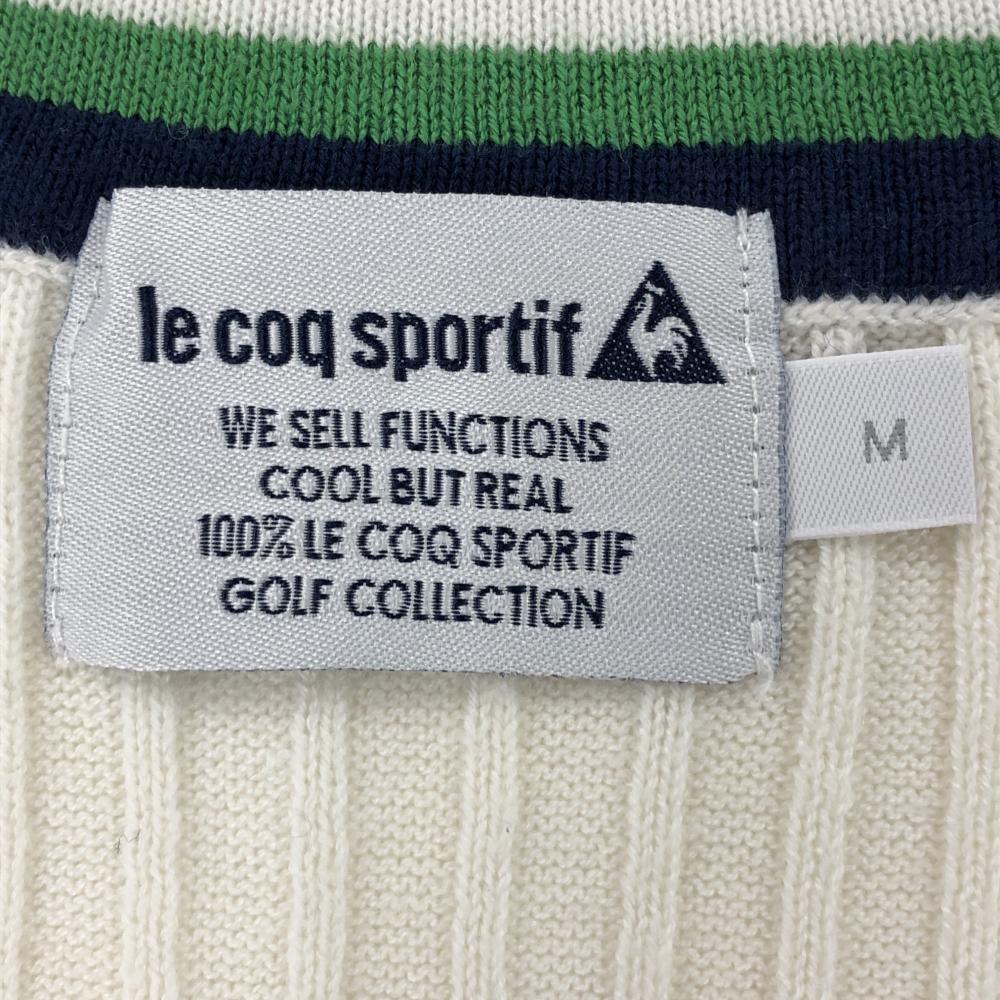 le coq sportif
WE SELL FUNCTIONS
COOL BUT REAL
100% LE COQ SPORTIF
GOLF COLLECTION
M